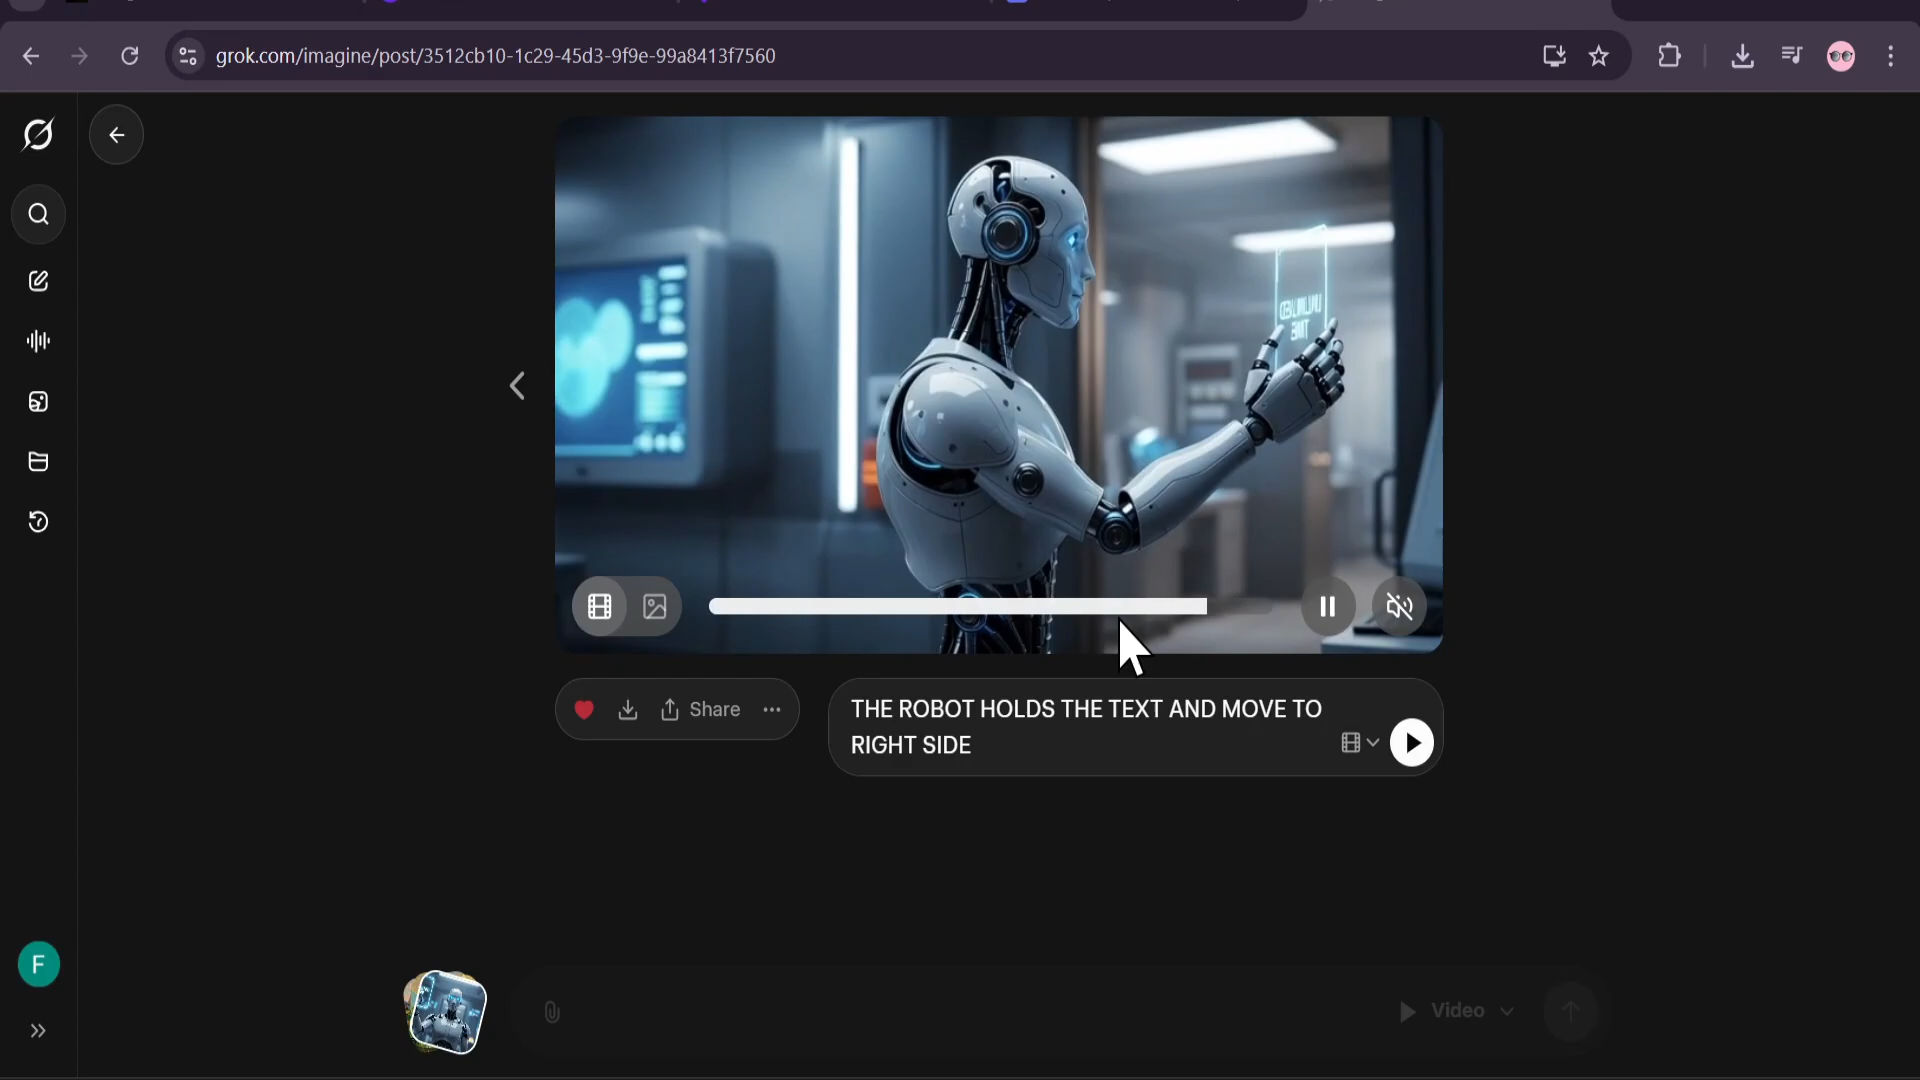 grok.com/imagine/post/3512cb10-1c29-45d3-9f9e-99a8413f7560
Share
THE ROBOT HOLDS THE TEXT AND MOVE TO
RIGHT SIDE
F
Video